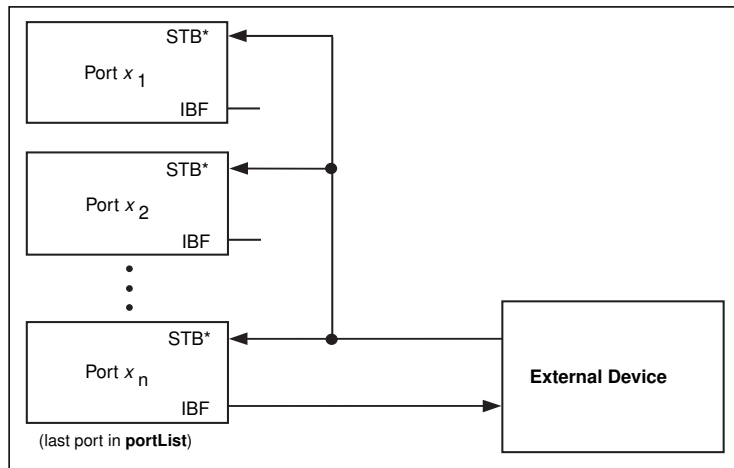 STB*
Port x 1
IBF
STB*
Port x 2
IBF
STB*
Port x n
IBF
External Device
(last port in portList)